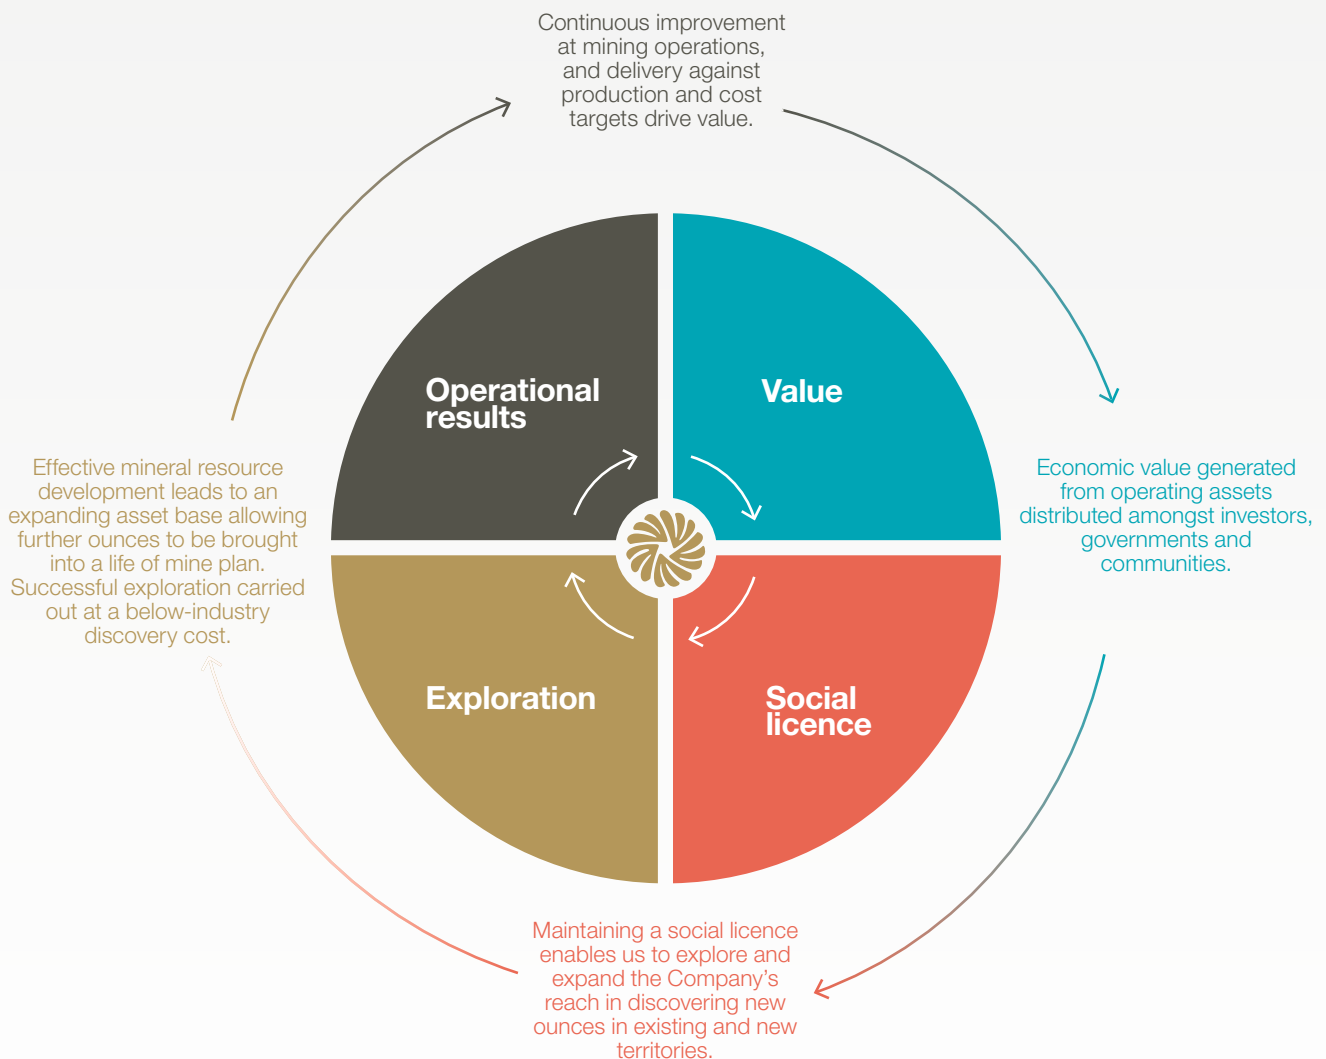 Continuous improvement
at mining operations,
and delivery against
production and cost
targets drive value.
Operational
results
Value
Effective mineral resource
development leads to an
expanding asset base allowing
further ounces to be brought
into a life of mine plan.
Successful exploration carried
out at a below-industry
discovery cost.
Economic value generated
from operating assets
distributed amongst investors,
governments and
communities.
Exploration
Social
licence
Maintaining a social licence
enables us to explore and
expand the Company’s
reach in discovering new
ounces in existing and new
territories.